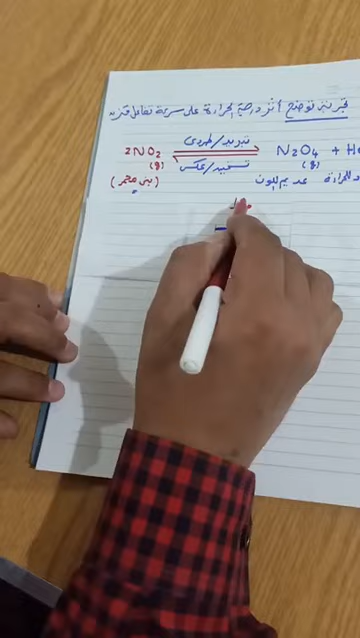 تجربة توضح أثر درجة الحرارة على سرعة تفاعل متزن
تبريد/طردي
2NO₂ ⇌ N₂O₄ + He
(g) تسخين/عكسي (g)
(بني محمر) عديم اللون